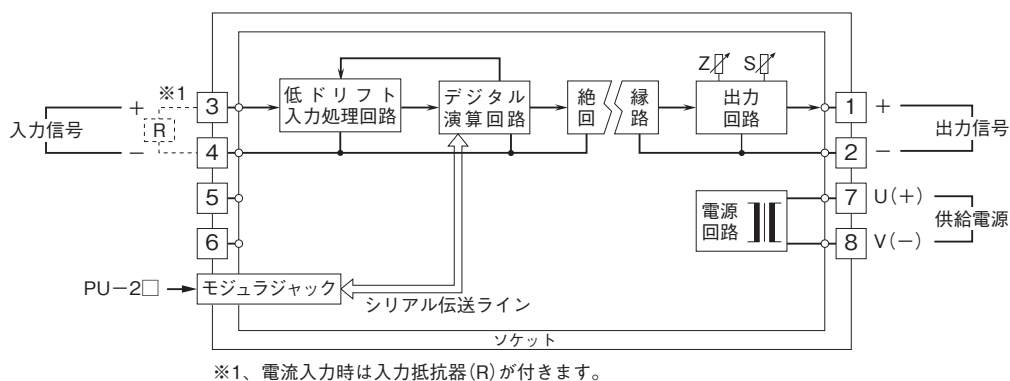 Z S
※1
3
低ドリフト
入力処理回路
デジタル
演算回路
絶 縁
回 路
出力
回路
1 +
+
R
入力信号
出力信号
−
4
2 −
5
7 U(+)
電源
回路
供給電源
6
8 V(−)
PU−2□
モジュラジャック
シリアル伝送ライン
ソケット
※1、電流入力時は入力抵抗器(R)が付きます。